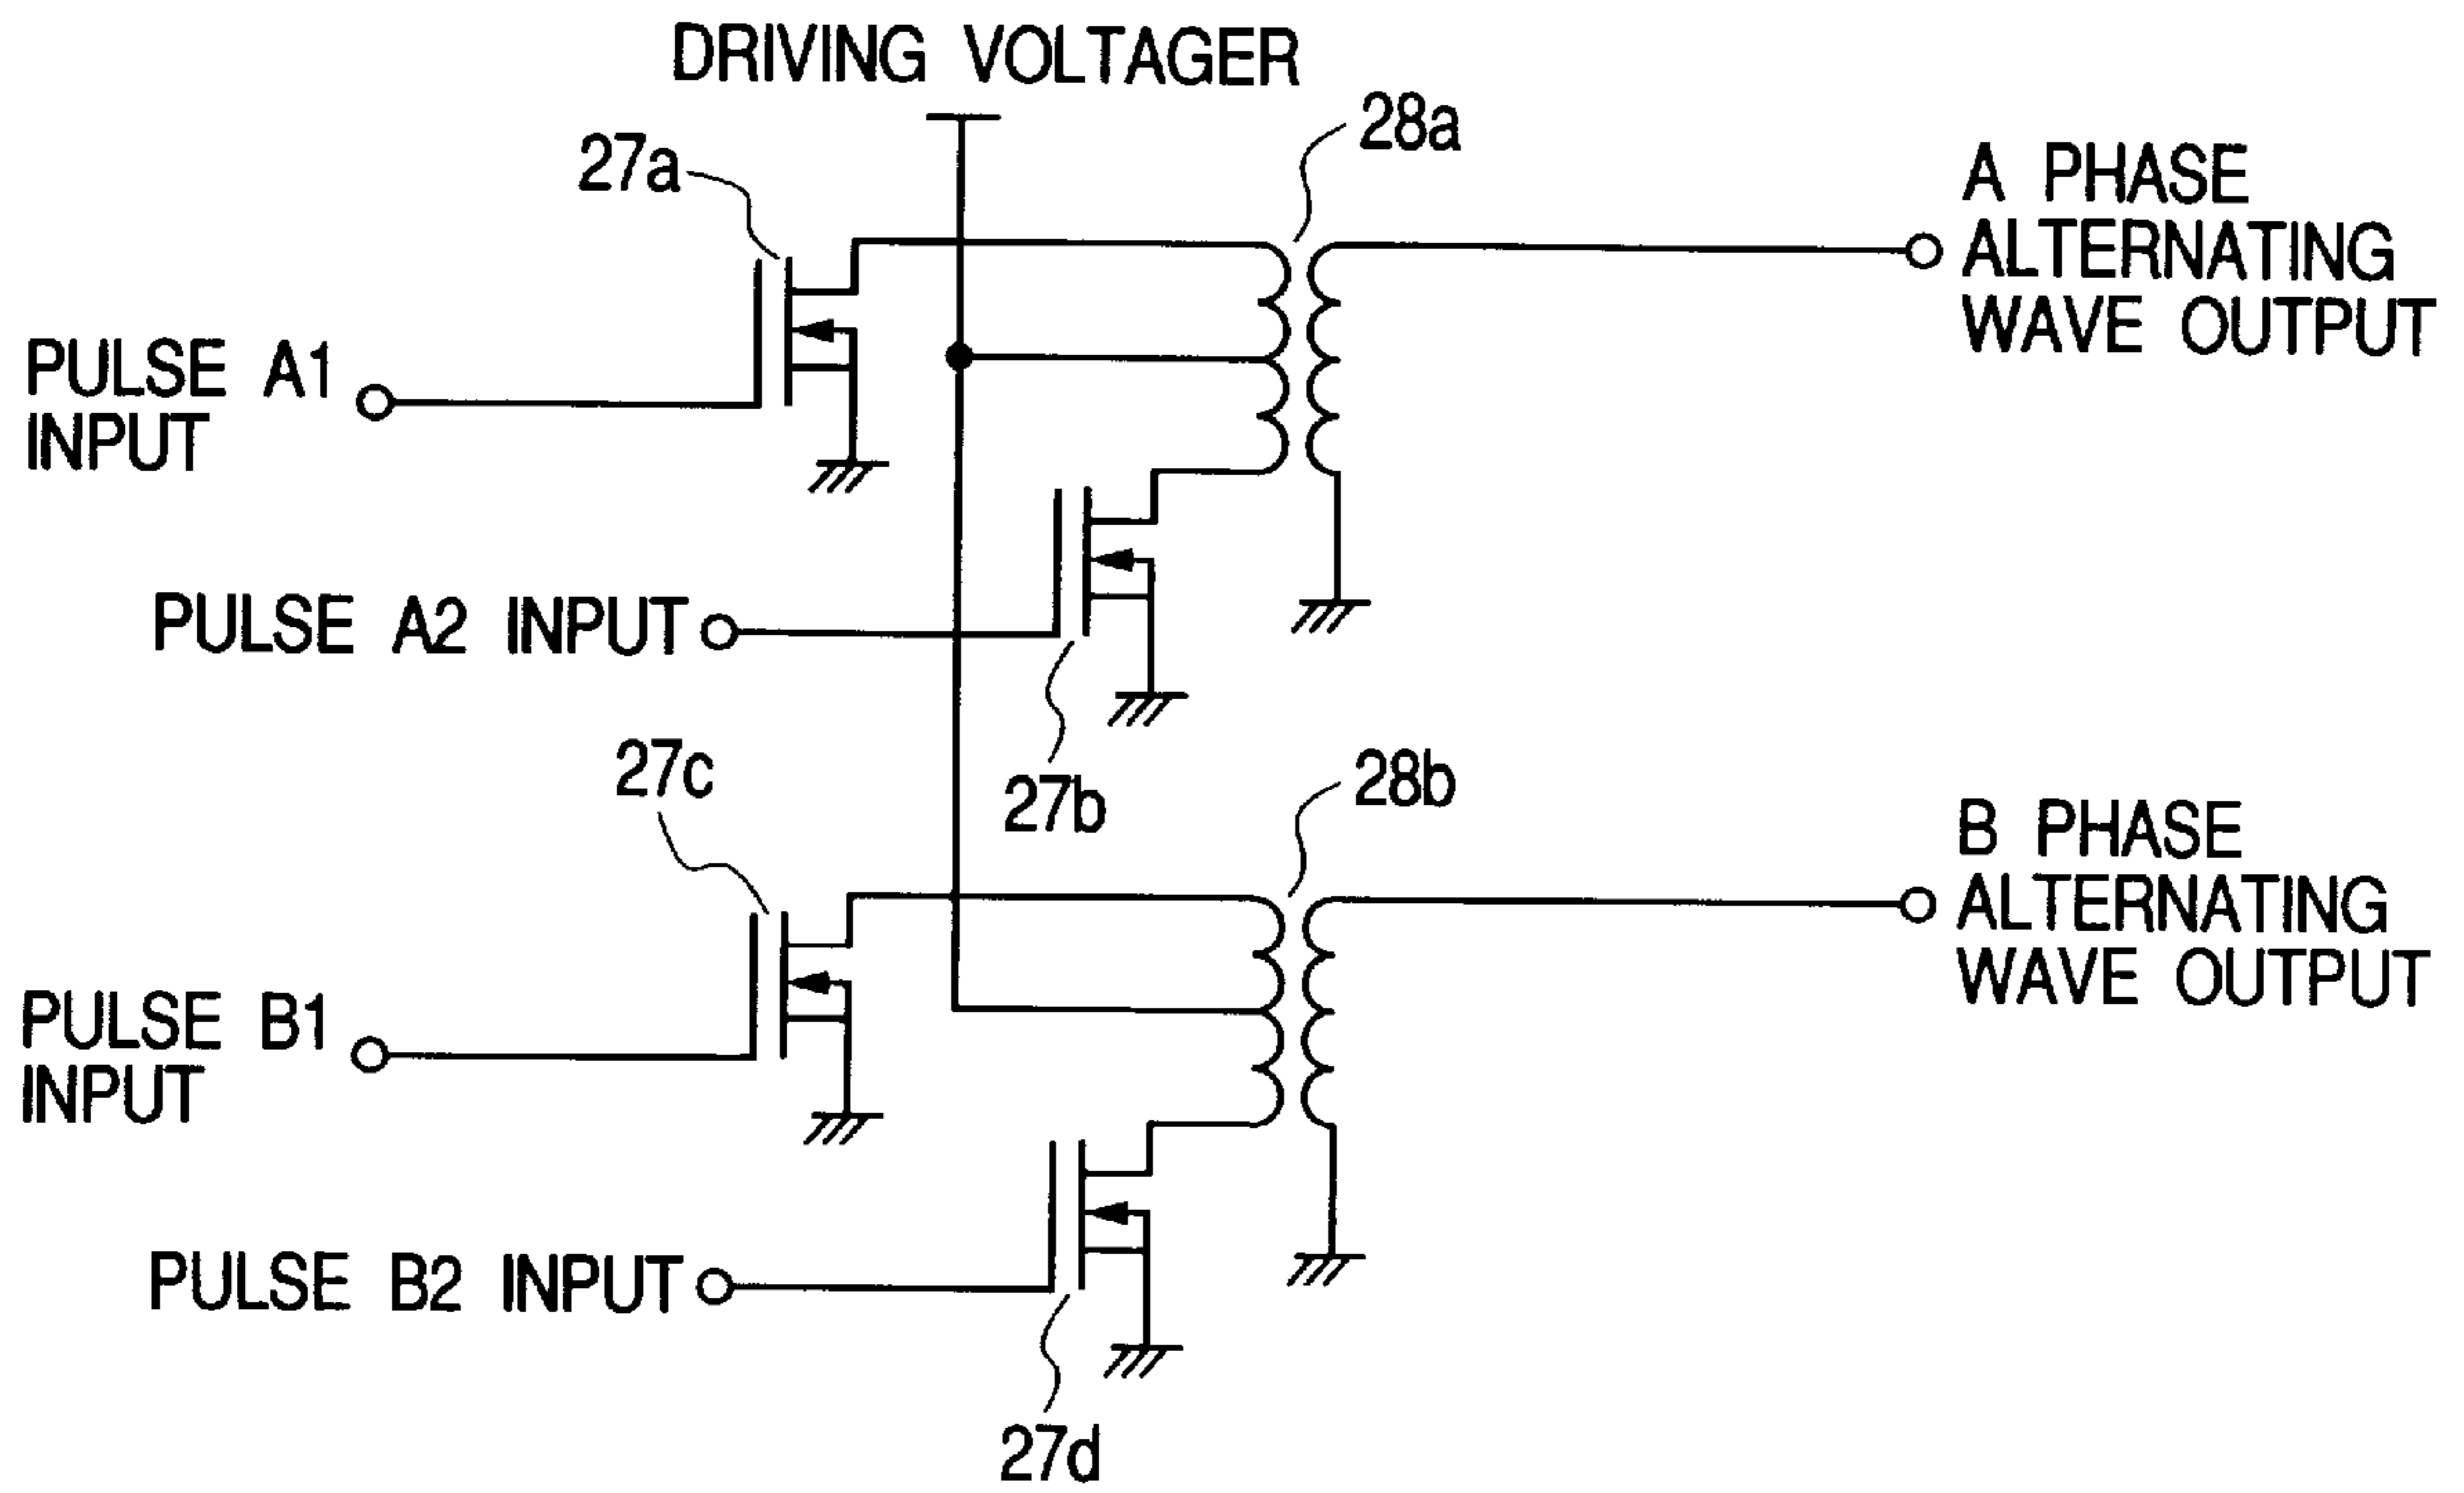 DRIVING VOLTAGER
28a
27a
A PHASE
ALTERNATING
WAVE OUTPUT
PULSE A1
INPUT
PULSE A2 INPUT
27c
27b
28b
B PHASE
ALTERNATING
WAVE OUTPUT
PULSE B1
INPUT
PULSE B2 INPUT
27d